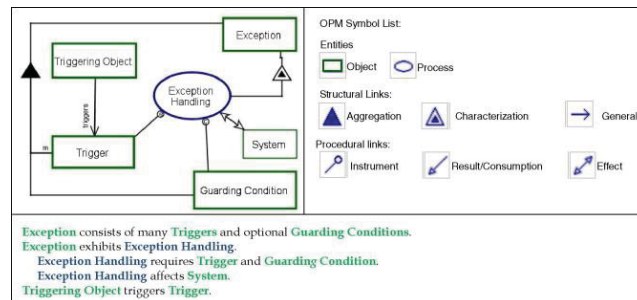 Exception
Triggering Object
Exception
Handling
triggers
System
m
Trigger
c
Guarding Condition
OPM Symbol List:
Entities
Object
Process
Structural Links:
Aggregation
Characterization
General
Procedural links:
Instrument
Result/Consumption
Effect
Exception consists of many Triggers and optional Guarding Conditions.
Exception exhibits Exception Handling.
Exception Handling requires Trigger and Guarding Condition.
Exception Handling affects System.
Triggering Object triggers Trigger.